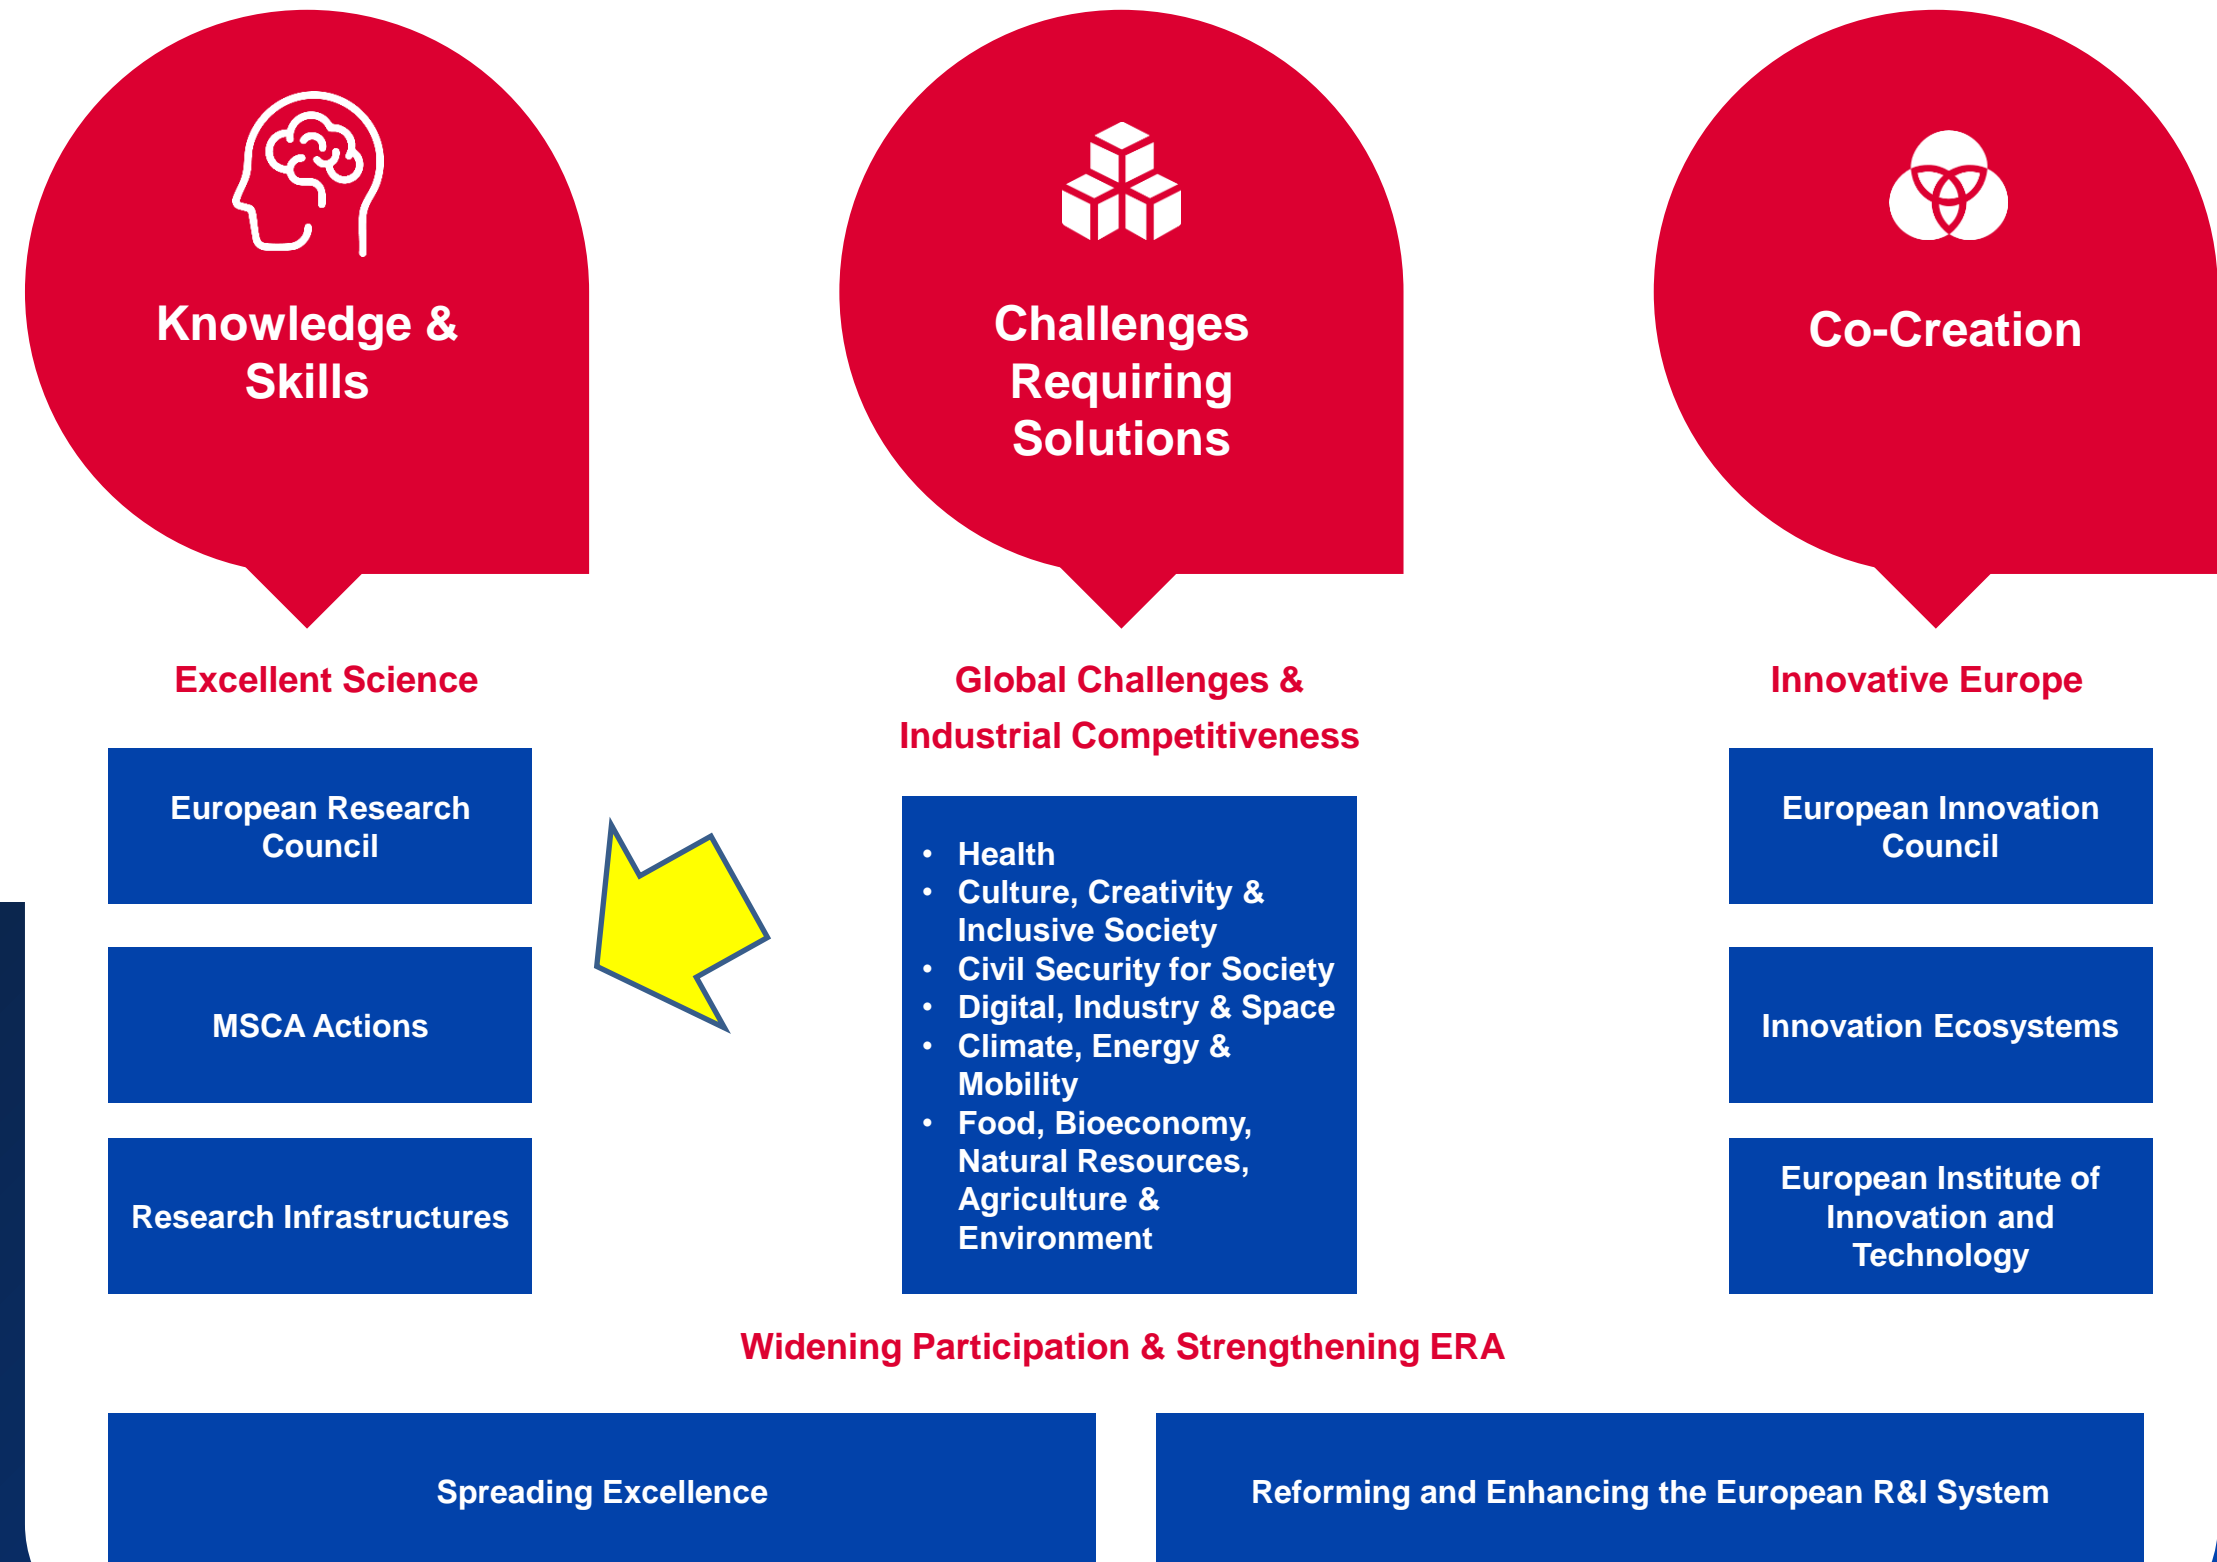 Knowledge &
Skills
Challenges
Requiring
Solutions
Co-Creation
Excellent Science
Global Challenges &
Industrial Competitiveness
Innovative Europe
European Research
Council
MSCA Actions
Research Infrastructures
• Health
• Culture, Creativity &
Inclusive Society
• Civil Security for Society
• Digital, Industry & Space
• Climate, Energy &
Mobility
• Food, Bioeconomy,
Natural Resources,
Agriculture &
Environment
European Innovation
Council
Innovation Ecosystems
European Institute of
Innovation and
Technology
Widening Participation & Strengthening ERA
Spreading Excellence
Reforming and Enhancing the European R&I System